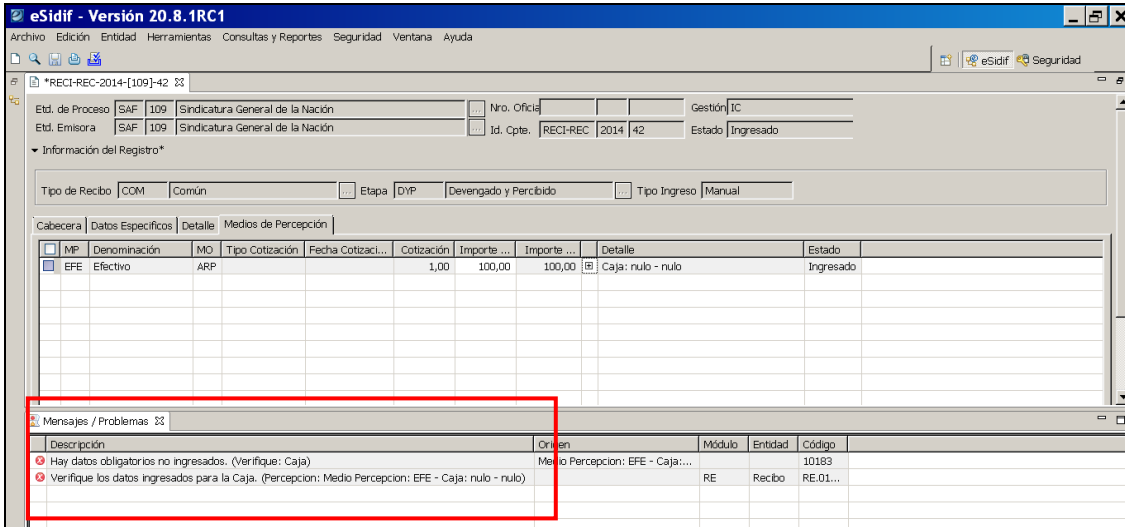 eSidif - Versión 20.8.1RC1
Archivo Edición Entidad Herramientas Consultas y Reportes Seguridad Ventana Ayuda
eSidif Seguridad
*RECI-REC-2014-[109]-42
Etd. de Proceso SAF 109 Sindicatura General de la Nación ... Nro. Oficial Gestión IC
Etd. Emisora SAF 109 Sindicatura General de la Nación ... Id. Cpte. RECI-REC 2014 42 Estado Ingresado
Información del Registro*
Tipo de Recibo COM Común ... Etapa DYP Devengado y Percibido ... Tipo Ingreso Manual
Cabecera Datos Especificos Detalle Medios de Percepción
MP Denominación MO Tipo Cotización Fecha Cotizaci... Cotización Importe ... Importe ... Detalle Estado
EFE Efectivo ARP 1,00 100,00 100,00 Caja: nulo - nulo Ingresado
Mensajes / Problemas
Descripción Origen Módulo Entidad Código
Hay datos obligatorios no ingresados. (Verifique: Caja) Medio Percepcion: EFE - Caja:... 10183
Verifique los datos ingresados para la Caja. (Percepcion: Medio Percepcion: EFE - Caja: nulo - nulo) RE Recibo RE.01...